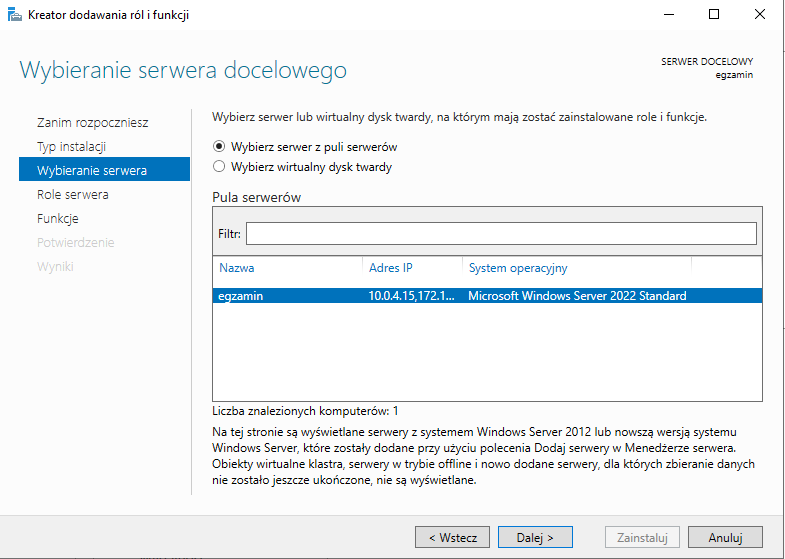 Kreator dodawania ról i funkcji
Wybieranie serwera docelowego
SERWER DOCELOWY
egzamin
Zanim rozpoczniesz
Typ instalacji
Wybieranie serwera
Role serwera
Funkcje
Potwierdzenie
Wyniki
Wybierz serwer lub wirtualny dysk twardy, na którym mają zostać zainstalowane role i funkcje.
Wybierz serwer z puli serwerów
Wybierz wirtualny dysk twardy
Pula serwerów
Filtr:
Nazwa Adres IP System operacyjny
egzamin 10.0.4.15,172.1... Microsoft Windows Server 2022 Standard
Liczba znalezionych komputerów: 1
Na tej stronie są wyświetlane serwery z systemem Windows Server 2012 lub nowszą wersją systemu
Windows Server, które zostały dodane przy użyciu polecenia Dodaj serwery w Menedżerze serwera.
Obiekty wirtualne klastra, serwery w trybie offline i nowo dodane serwery, dla których zbieranie danych
nie zostało jeszcze ukończone, nie są wyświetlane.
< Wstecz Dalej > Zainstaluj Anuluj